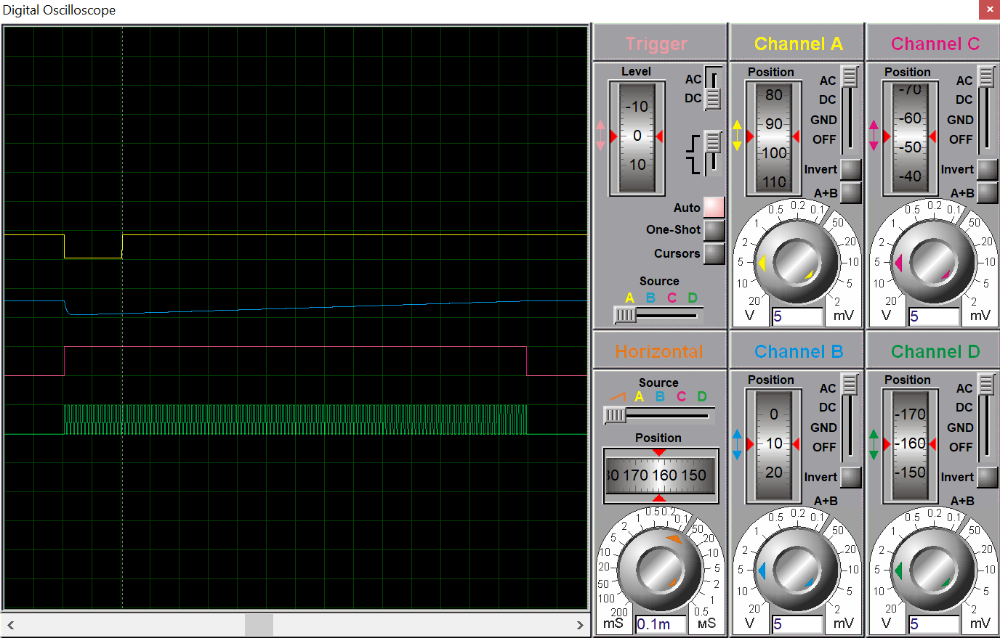 Digital Oscilloscope
Trigger
Level
-10
0
10
AC
DC
Auto
One-Shot
Cursors
Source
A B C D
Channel A
Position
80
90
100
110
AC
DC
GND
OFF
Invert
A+B
20 10 5 2 1 0.5 0.2 0.1 50 20 10 5 2
V
5
mV
Channel C
Position
-70
-60
-50
-40
AC
DC
GND
OFF
Invert
A+B
20 10 5 2 1 0.5 0.2 0.1 50 20 10 5 2
V
5
mV
Horizontal
Source
A B C D
Position
170 160 150
200 100 50 20 10 5 2 1 0.5 0.2 0.1 50 20 10 5 2 1 0.5
mS
0.1m
мS
Channel B
Position
0
10
20
AC
DC
GND
OFF
Invert
A+B
20 10 5 2 1 0.5 0.2 0.1 50 20 10 5 2
V
5
mV
Channel D
Position
-170
-160
-150
AC
DC
GND
OFF
Invert
A+B
20 10 5 2 1 0.5 0.2 0.1 50 20 10 5 2
V
5
mV